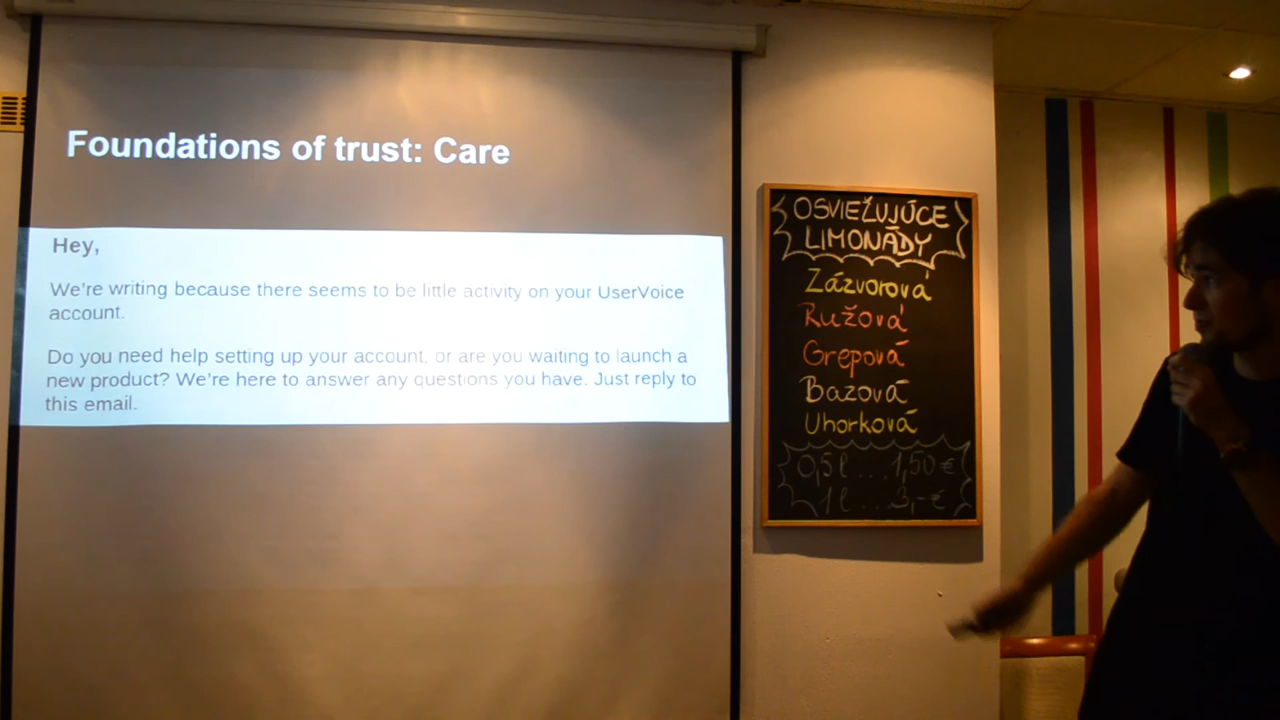 Foundations of trust: Care
Hey,
We're writing because there seems to be little activity on your UserVoice
account.
Do you need help setting up your account, or are you waiting to launch a
new product? We're here to answer any questions you have. Just reply to
this email.
OSVIEŽUJÚCE
LIMONÁDY
Zázvorová
Ružová
Grepová
Bazová
Uhorková
0,5l...1,50€
1l...3,-€